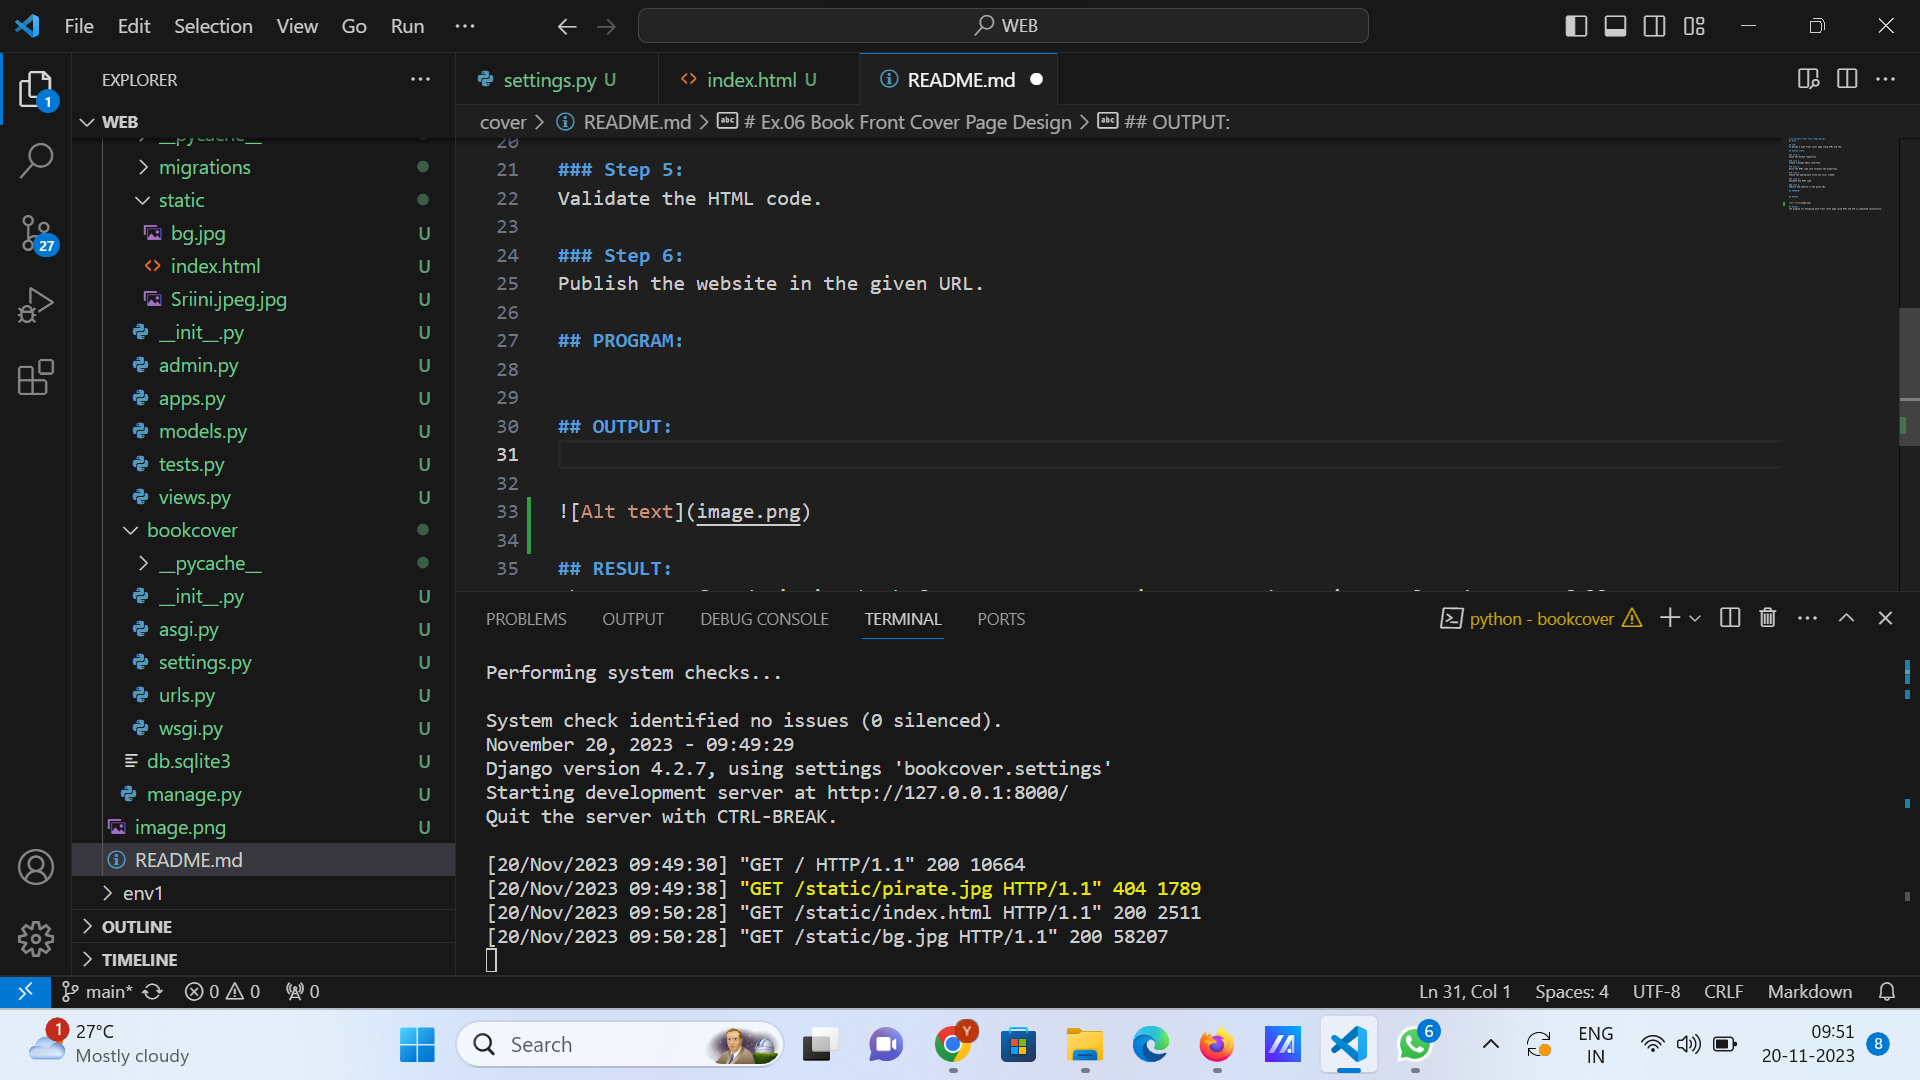 File Edit Selection View Go Run ···
WEB
EXPLORER
settings.py U
index.html U
README.md
WEB
cover > README.md > # Ex.06 Book Front Cover Page Design > ## OUTPUT:
__pycache__
migrations
static
bg.jpg U
index.html U
Sriini.jpeg.jpg U
__init__.py U
admin.py U
apps.py U
models.py U
tests.py U
views.py U
bookcover
__pycache__
__init__.py U
asgi.py U
settings.py U
urls.py U
wsgi.py U
db.sqlite3 U
manage.py U
image.png U
README.md
env1
OUTLINE
TIMELINE
1
27
20
21 ### Step 5:
22 Validate the HTML code.
23
24 ### Step 6:
25 Publish the website in the given URL.
26
27 ## PROGRAM:
28
29
30 ## OUTPUT:
31
32
33 ![Alt text](image.png)
34
35 ## RESULT:
PROBLEMS OUTPUT DEBUG CONSOLE TERMINAL PORTS
python - bookcover
Performing system checks...
System check identified no issues (0 silenced).
November 20, 2023 - 09:49:29
Django version 4.2.7, using settings 'bookcover.settings'
Starting development server at http://127.0.0.1:8000/
Quit the server with CTRL-BREAK.
[20/Nov/2023 09:49:30] "GET / HTTP/1.1" 200 10664
[20/Nov/2023 09:49:38] "GET /static/pirate.jpg HTTP/1.1" 404 1789
[20/Nov/2023 09:50:28] "GET /static/index.html HTTP/1.1" 200 2511
[20/Nov/2023 09:50:28] "GET /static/bg.jpg HTTP/1.1" 200 58207
main* 0 0 0
Ln 31, Col 1 Spaces: 4 UTF-8 CRLF Markdown
1
27°C
Mostly cloudy
Search
Y
6
ENG
IN
09:51
20-11-2023
8